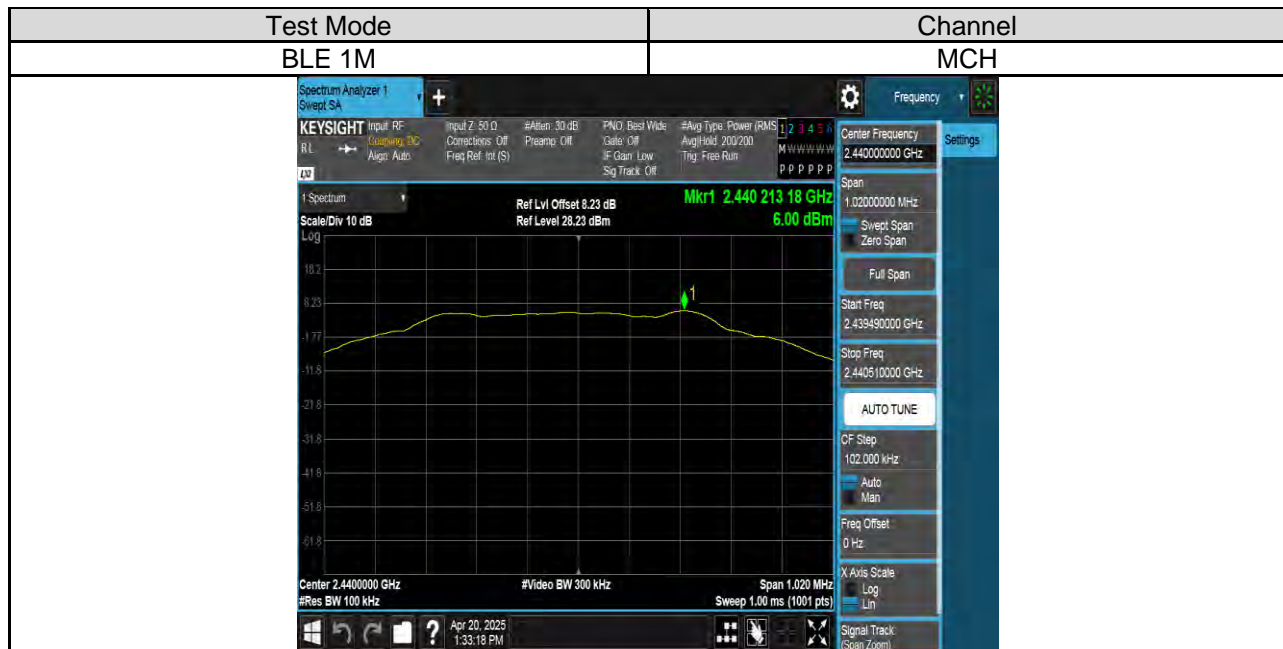 Test Mode Channel
BLE 1M MCH
Spectrum Analyzer 1
Swept SA
+
Frequency
KEYSIGHT
RL
LXI
Input: RF
Coupling: DC
Align: Auto
Input Z: 50 Ω
Corrections: Off
Freq Ref: Int (S)
#Atten: 30 dB
Preamp: Off
PNO: Best Wide
Gate: Off
IF Gain: Low
Sig Track: Off
#Avg Type: Power (RMS
Avg|Hold: 200/200
Trig: Free Run
1 2 3 4 5 6
M W W W W W
P P P P P P
1 Spectrum
Scale/Div 10 dB
Log
Ref Lvl Offset 8.23 dB
Ref Level 28.23 dBm
Mkr1 2.440 213 18 GHz
6.00 dBm
1
18.2
8.23
-1.77
-11.8
-21.8
-31.8
-41.8
-51.8
-61.8
Center 2.4400000 GHz
#Res BW 100 kHz
#Video BW 300 kHz
Span 1.020 MHz
Sweep 1.00 ms (1001 pts)
?
Apr 20, 2025
1:33:18 PM
Center Frequency
2.440000000 GHz
Settings
Span
1.02000000 MHz
Swept Span
Zero Span
Full Span
Start Freq
2.439490000 GHz
Stop Freq
2.440510000 GHz
AUTO TUNE
CF Step
102.000 kHz
Auto
Man
Freq Offset
0 Hz
X Axis Scale
Log
Lin
Signal Track
(Span Zoom)